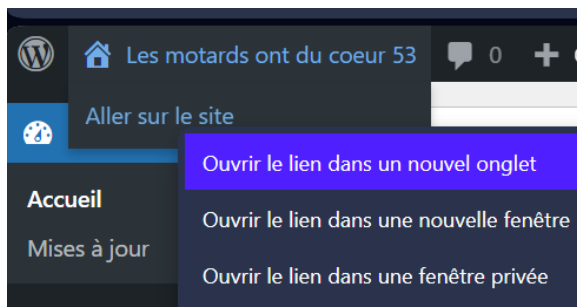 Les motards ont du coeur 53 0
Aller sur le site
Ouvrir le lien dans un nouvel onglet
Accueil
Ouvrir le lien dans une nouvelle fenêtre
Mises à jour
Ouvrir le lien dans une fenêtre privée